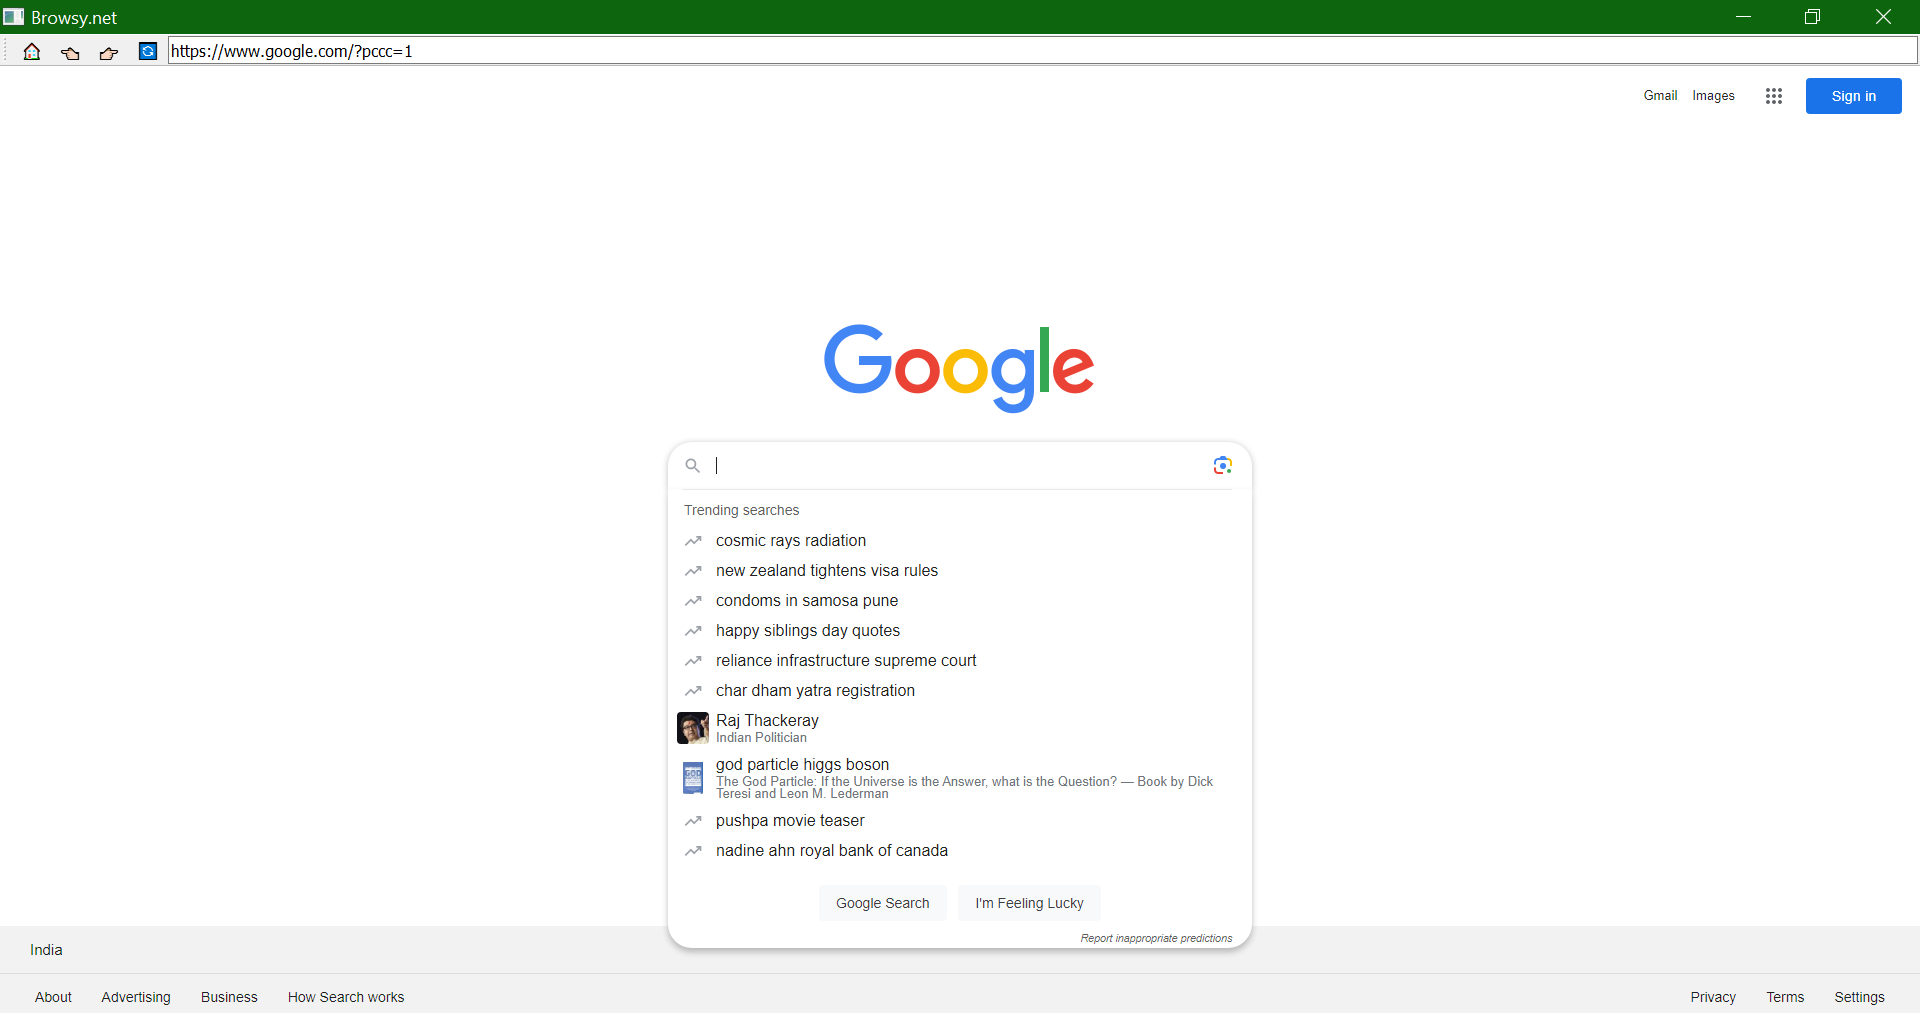 Browsy.net
https://www.google.com/?pccc=1
Gmail Images Sign in
Google
Trending searches
cosmic rays radiation
new zealand tightens visa rules
condoms in samosa pune
happy siblings day quotes
reliance infrastructure supreme court
char dham yatra registration
Raj Thackeray
Indian Politician
GOD
god particle higgs boson
The God Particle: If the Universe is the Answer, what is the Question? — Book by Dick
Teresi and Leon M. Lederman
pushpa movie teaser
nadine ahn royal bank of canada
Google Search I'm Feeling Lucky
Report inappropriate predictions
India
About Advertising Business How Search works Privacy Terms Settings